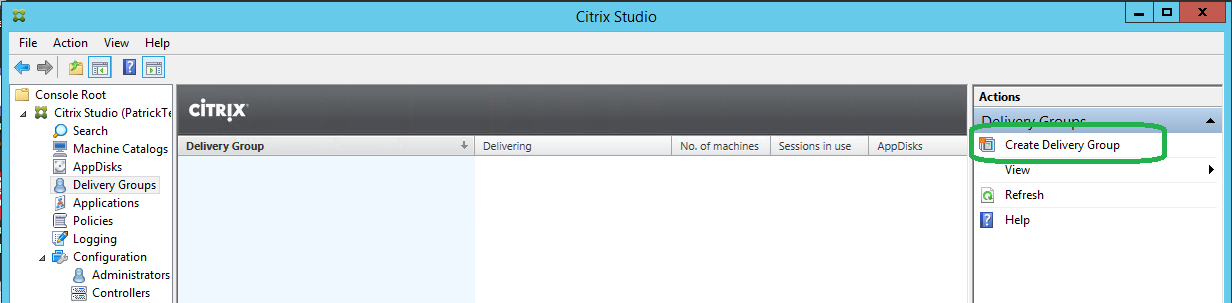 Citrix Studio
File Action View Help
Console Root
Citrix Studio (PatrickTe
Search
Machine Catalogs
AppDisks
Delivery Groups
Applications
Policies
Logging
Configuration
Administrators
Controllers
CITRIX
Delivery Group Delivering No. of machines Sessions in use AppDisks
Actions
Delivery Groups
Create Delivery Group
View
Refresh
Help